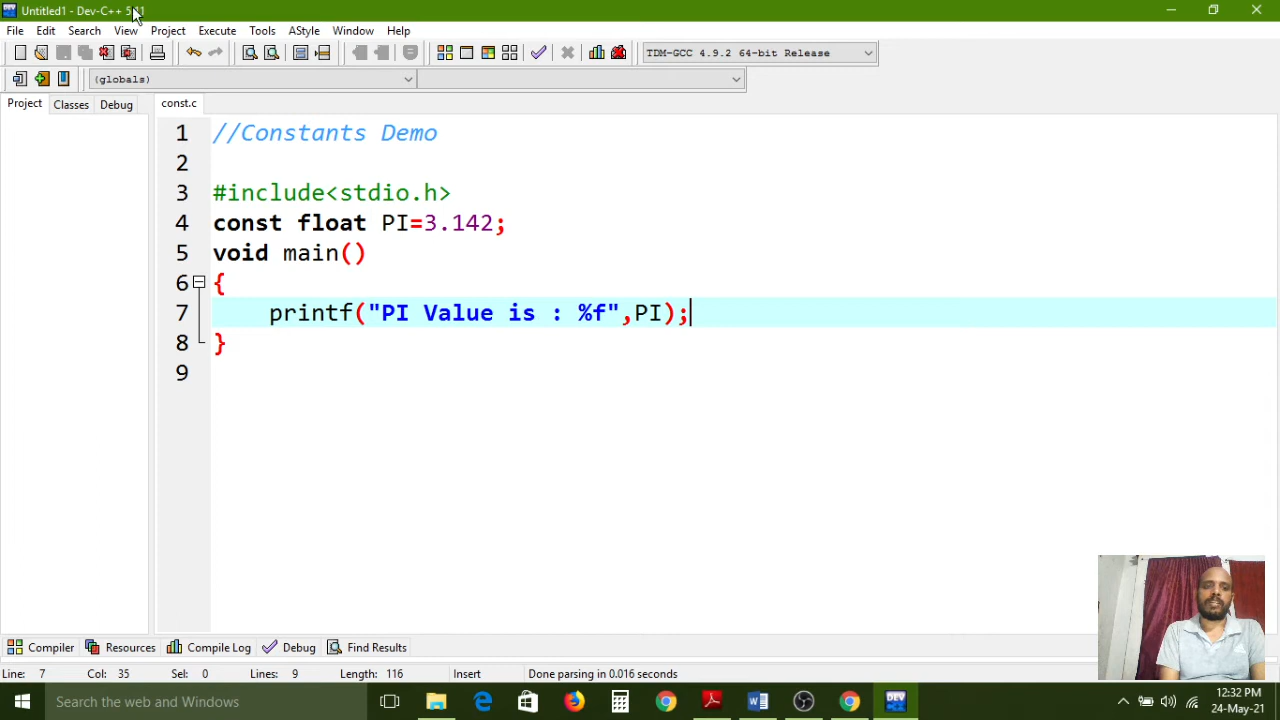 Untitled1 - Dev-C++ 5.11
File Edit Search View Project Execute Tools AStyle Window Help
TDM-GCC 4.9.2 64-bit Release
(globals)
Project Classes Debug const.c
1 //Constants Demo
2
3 #include<stdio.h>
4 const float PI=3.142;
5 void main()
6 {
7 printf("PI Value is : %f",PI);
8 }
9
Compiler Resources Compile Log Debug Find Results
Line: 7 Col: 35 Sel: 0 Lines: 9 Length: 116 Insert Done parsing in 0.016 seconds
Search the web and Windows
DEV
12:32 PM
24-May-21